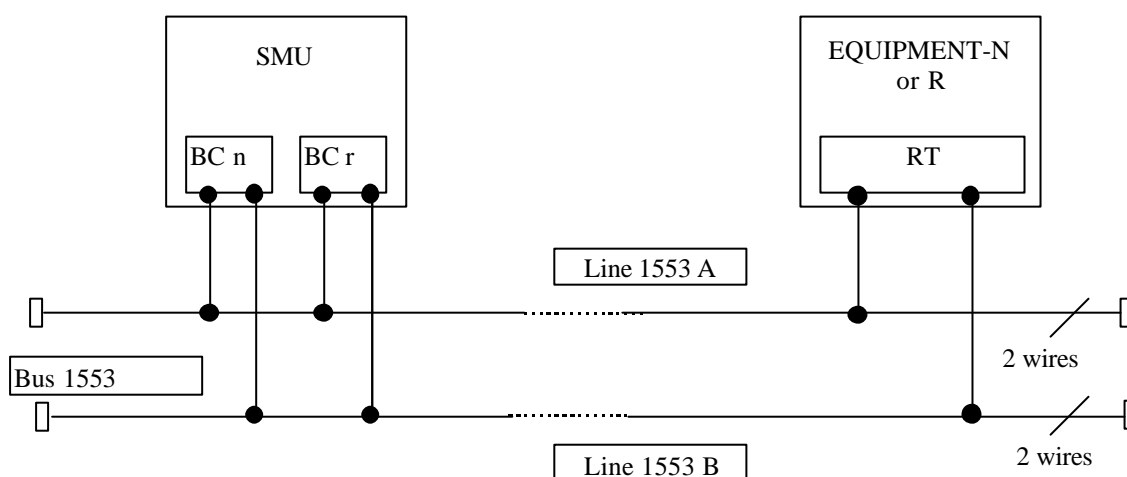 SMU
EQUIPMENT-N
or R
BC n
BC r
RT
Line 1553 A
2 wires
Bus 1553
2 wires
Line 1553 B